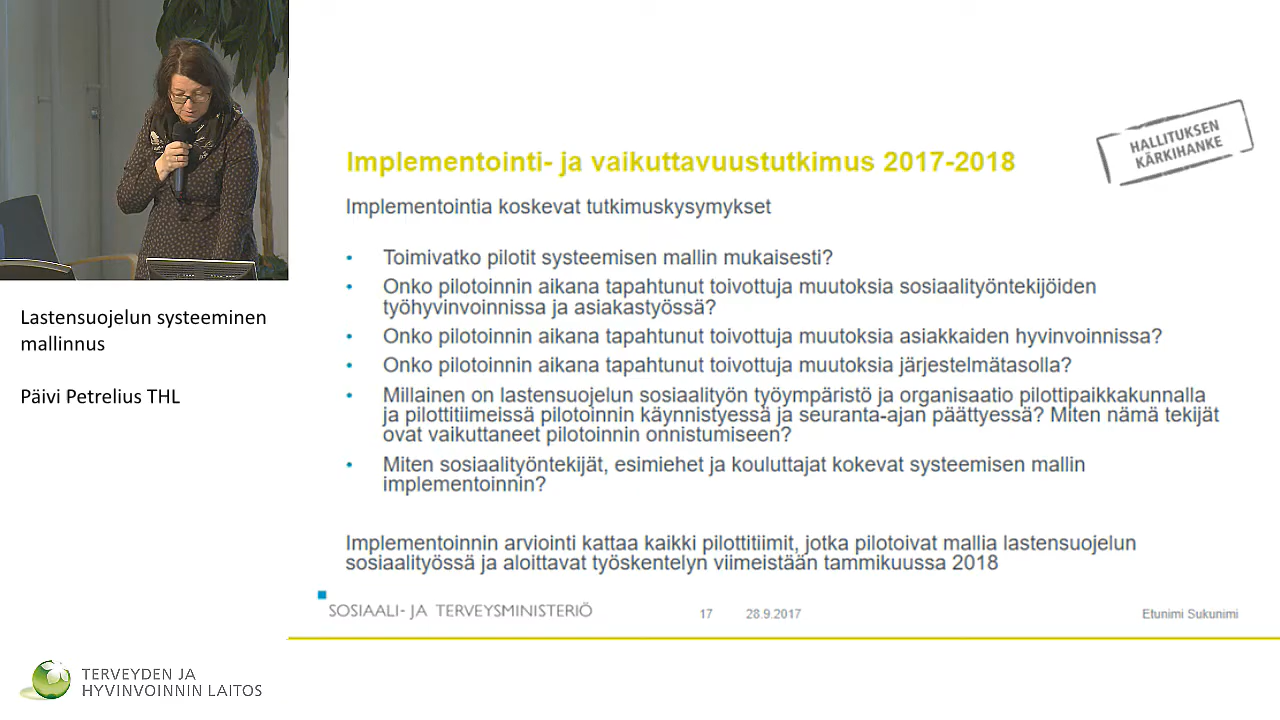 HALLITUKSEN
KÄRKIHANKE
Implementointi- ja vaikuttavuustutkimus 2017-2018
Implementointia koskevat tutkimuskysymykset
• Toimivatko pilotit systeemisen mallin mukaisesti?
• Onko pilotoinnin aikana tapahtunut toivottuja muutoksia sosiaalityöntekijöiden
työhyvinvoinnissa ja asiakastyössä?
• Onko pilotoinnin aikana tapahtunut toivottuja muutoksia asiakkaiden hyvinvoinnissa?
• Onko pilotoinnin aikana tapahtunut toivottuja muutoksia järjestelmätasolla?
• Millainen on lastensuojelun sosiaalityön työympäristö ja organisaatio pilottipaikkakunnalla
ja pilottitiimeissä pilotoinnin käynnistyessä ja seuranta-ajan päättyessä? Miten nämä tekijät
ovat vaikuttaneet pilotoinnin onnistumiseen?
• Miten sosiaalityöntekijät, esimiehet ja kouluttajat kokevat systeemisen mallin
implementoinnin?
Implementoinnin arviointi kattaa kaikki pilottitiimit, jotka pilotoivat mallia lastensuojelun
sosiaalityössä ja aloittavat työskentelyn viimeistään tammikuussa 2018
SOSIAALI- JA TERVEYSMINISTERIÖ
17
28.9.2017
Etunimi Sukunimi
Lastensuojelun systeeminen
mallinnus
Päivi Petrelius THL
TERVEYDEN JA
HYVINVOINNIN LAITOS